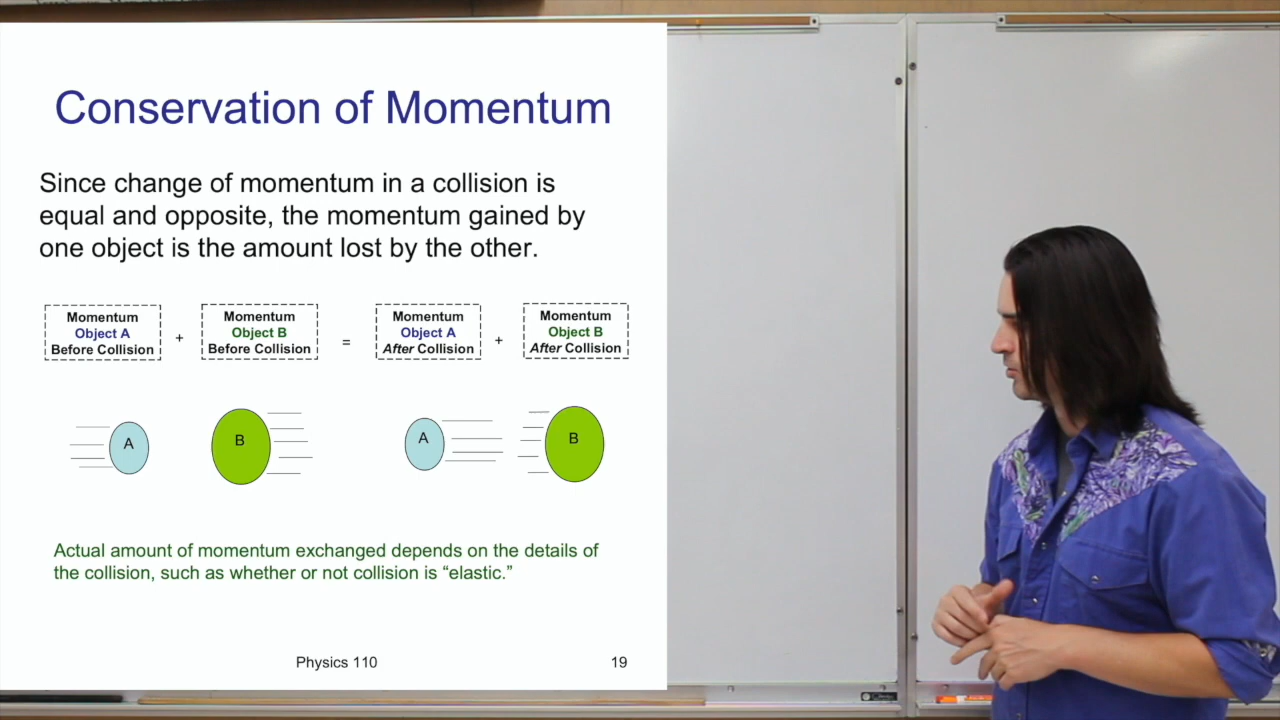 Conservation of Momentum
Since change of momentum in a collision is
equal and opposite, the momentum gained by
one object is the amount lost by the other.
Momentum
Object A
Before Collision
+
Momentum
Object B
Before Collision
=
Momentum
Object A
After Collision
+
Momentum
Object B
After Collision
A
B
A
B
Actual amount of momentum exchanged depends on the details of
the collision, such as whether or not collision is “elastic.”
Physics 110
19